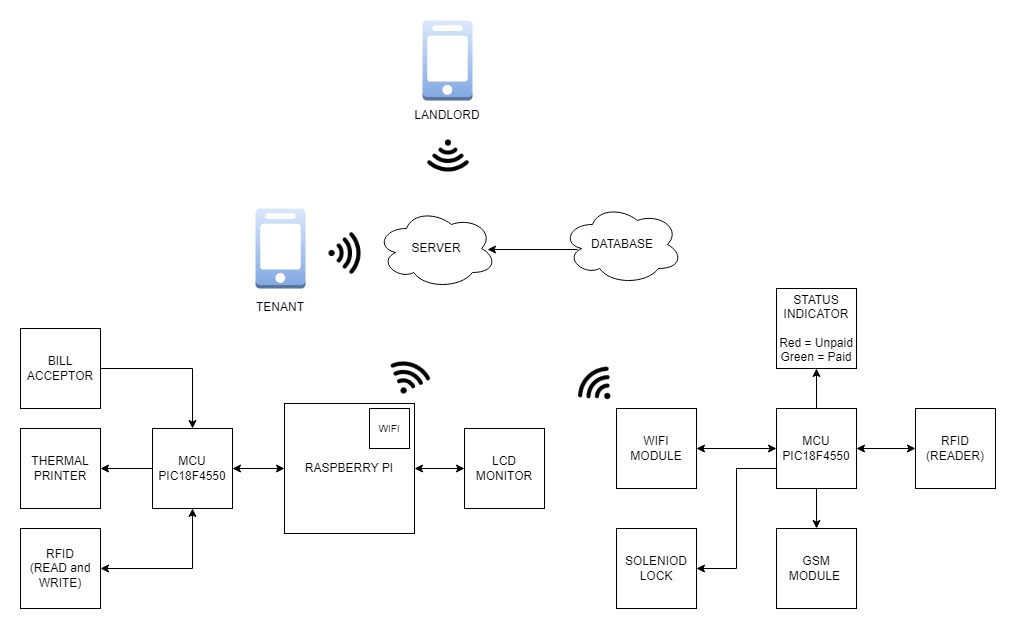 LANDLORD
TENANT
SERVER
DATABASE
STATUS
INDICATOR
Red = Unpaid
Green = Paid
BILL
ACCEPTOR
THERMAL
PRINTER
RFID
(READ and
WRITE)
MCU
PIC18F4550
WIFI
RASPBERRY PI
LCD
MONITOR
WIFI
MODULE
MCU
PIC18F4550
RFID
(READER)
SOLENIOD
LOCK
GSM
MODULE